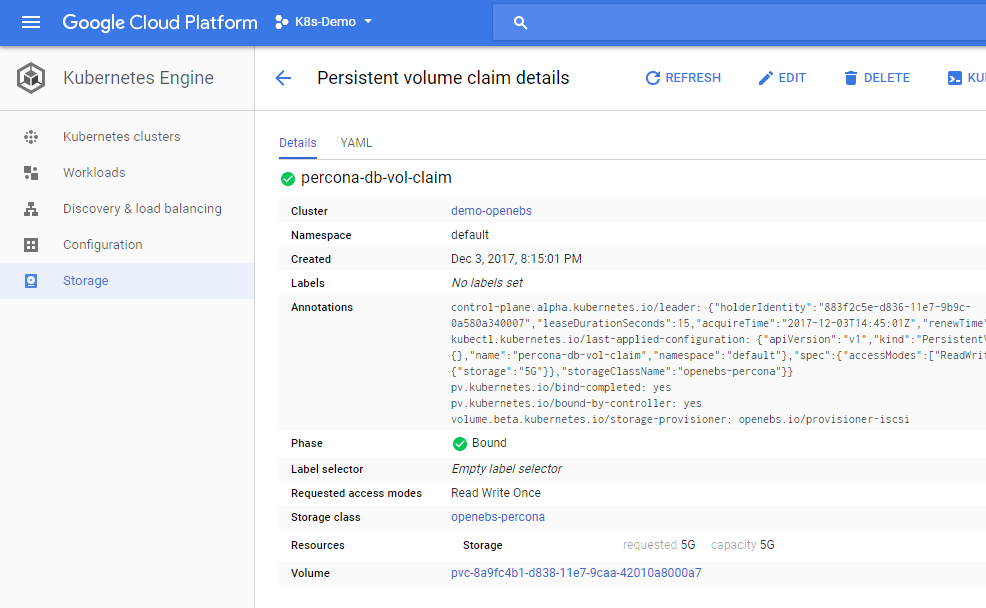 Google Cloud Platform K8s-Demo
Kubernetes Engine
Persistent volume claim details REFRESH EDIT DELETE KU
Kubernetes clusters
Workloads
Discovery & load balancing
Configuration
Storage
Details YAML
percona-db-vol-claim
Cluster demo-openebs
Namespace default
Created Dec 3, 2017, 8:15:01 PM
Labels No labels set
Annotations control-plane.alpha.kubernetes.io/leader: {"holderIdentity":"883f2c5e-d836-11e7-9b9c-
0a580a340007","leaseDurationSeconds":15,"acquireTime":"2017-12-03T14:45:01Z","renewTime"
kubectl.kubernetes.io/last-applied-configuration: {"apiVersion":"v1","kind":"Persistent
{},"name":"percona-db-vol-claim","namespace":"default"},"spec":{"accessModes":["ReadWrit
{"storage":"5G"}},"storageClassName":"openebs-percona"}}
pv.kubernetes.io/bind-completed: yes
pv.kubernetes.io/bound-by-controller: yes
volume.beta.kubernetes.io/storage-provisioner: openebs.io/provisioner-iscsi
Phase Bound
Label selector Empty label selector
Requested access modes Read Write Once
Storage class openebs-percona
Resources Storage requested 5G capacity 5G
Volume pvc-8a9fc4b1-d838-11e7-9caa-42010a8000a7